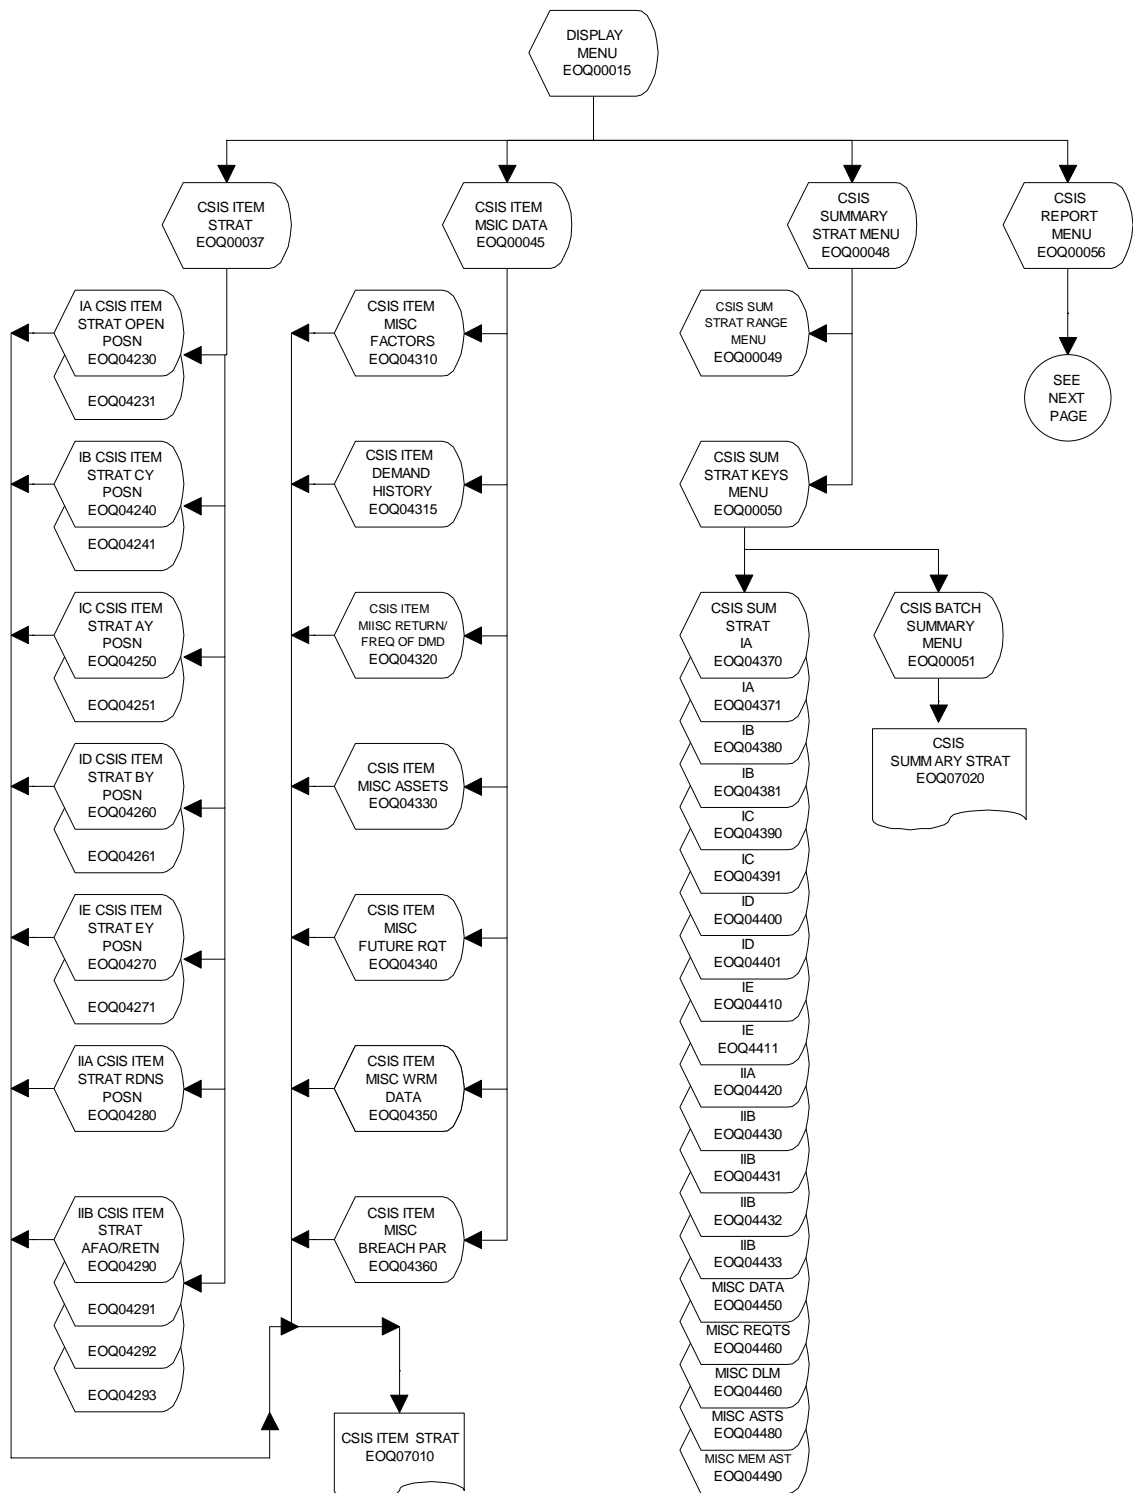 DISPLAY
MENU
EOQ00015
CSIS ITEM
STRAT
EOQ00037
CSIS ITEM
MSIC DATA
EOQ00045
CSIS
SUMMARY
STRAT MENU
EOQ00048
CSIS
REPORT
MENU
EOQ00056
IA CSIS ITEM
STRAT OPEN
POSN
EOQ04230
EOQ04231
IB CSIS ITEM
STRAT CY
POSN
EOQ04240
EOQ04241
IC CSIS ITEM
STRAT AY
POSN
EOQ04250
EOQ04251
ID CSIS ITEM
STRAT BY
POSN
EOQ04260
EOQ04261
IE CSIS ITEM
STRAT EY
POSN
EOQ04270
EOQ04271
IIA CSIS ITEM
STRAT RDNS
POSN
EOQ04280
IIB CSIS ITEM
STRAT
AFAO/RETN
EOQ04290
EOQ04291
EOQ04292
EOQ04293
CSIS ITEM
MISC
FACTORS
EOQ04310
CSIS ITEM
DEMAND
HISTORY
EOQ04315
CSIS ITEM
MIISC RETURN/
FREQ OF DMD
EOQ04320
CSIS ITEM
MISC ASSETS
EOQ04330
CSIS ITEM
MISC
FUTURE RQT
EOQ04340
CSIS ITEM
MISC WRM
DATA
EOQ04350
CSIS ITEM
MISC
BREACH PAR
EOQ04360
CSIS ITEM STRAT
EOQ07010
CSIS SUM
STRAT RANGE
MENU
EOQ00049
CSIS SUM
STRAT KEYS
MENU
EOQ00050
CSIS SUM
STRAT
IA
EOQ04370
IA
EOQ04371
IB
EOQ04380
IB
EOQ04381
IC
EOQ04390
IC
EOQ04391
ID
EOQ04400
ID
EOQ04401
IE
EOQ04410
IE
EOQ4411
IIA
EOQ04420
IIB
EOQ04430
IIB
EOQ04431
IIB
EOQ04432
IIB
EOQ04433
MISC DATA
EOQ04450
MISC REQTS
EOQ04460
MISC DLM
EOQ04460
MISC ASTS
EOQ04480
MISC MEM AST
EOQ04490
CSIS BATCH
SUMMARY
MENU
EOQ00051
CSIS
SUMMARY STRAT
EOQ07020
SEE
NEXT
PAGE